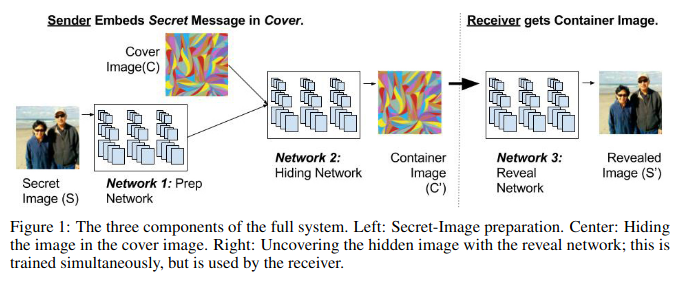 Sender Embeds Secret Message in Cover.
Receiver gets Container Image.
Cover
Image(C)
Secret
Image (S)
Network 1: Prep
Network
Network 2:
Hiding Network
Container
Image
(C')
Network 3:
Reveal
Network
Revealed
Image (S')
Figure 1: The three components of the full system. Left: Secret-Image preparation. Center: Hiding
the image in the cover image. Right: Uncovering the hidden image with the reveal network; this is
trained simultaneously, but is used by the receiver.